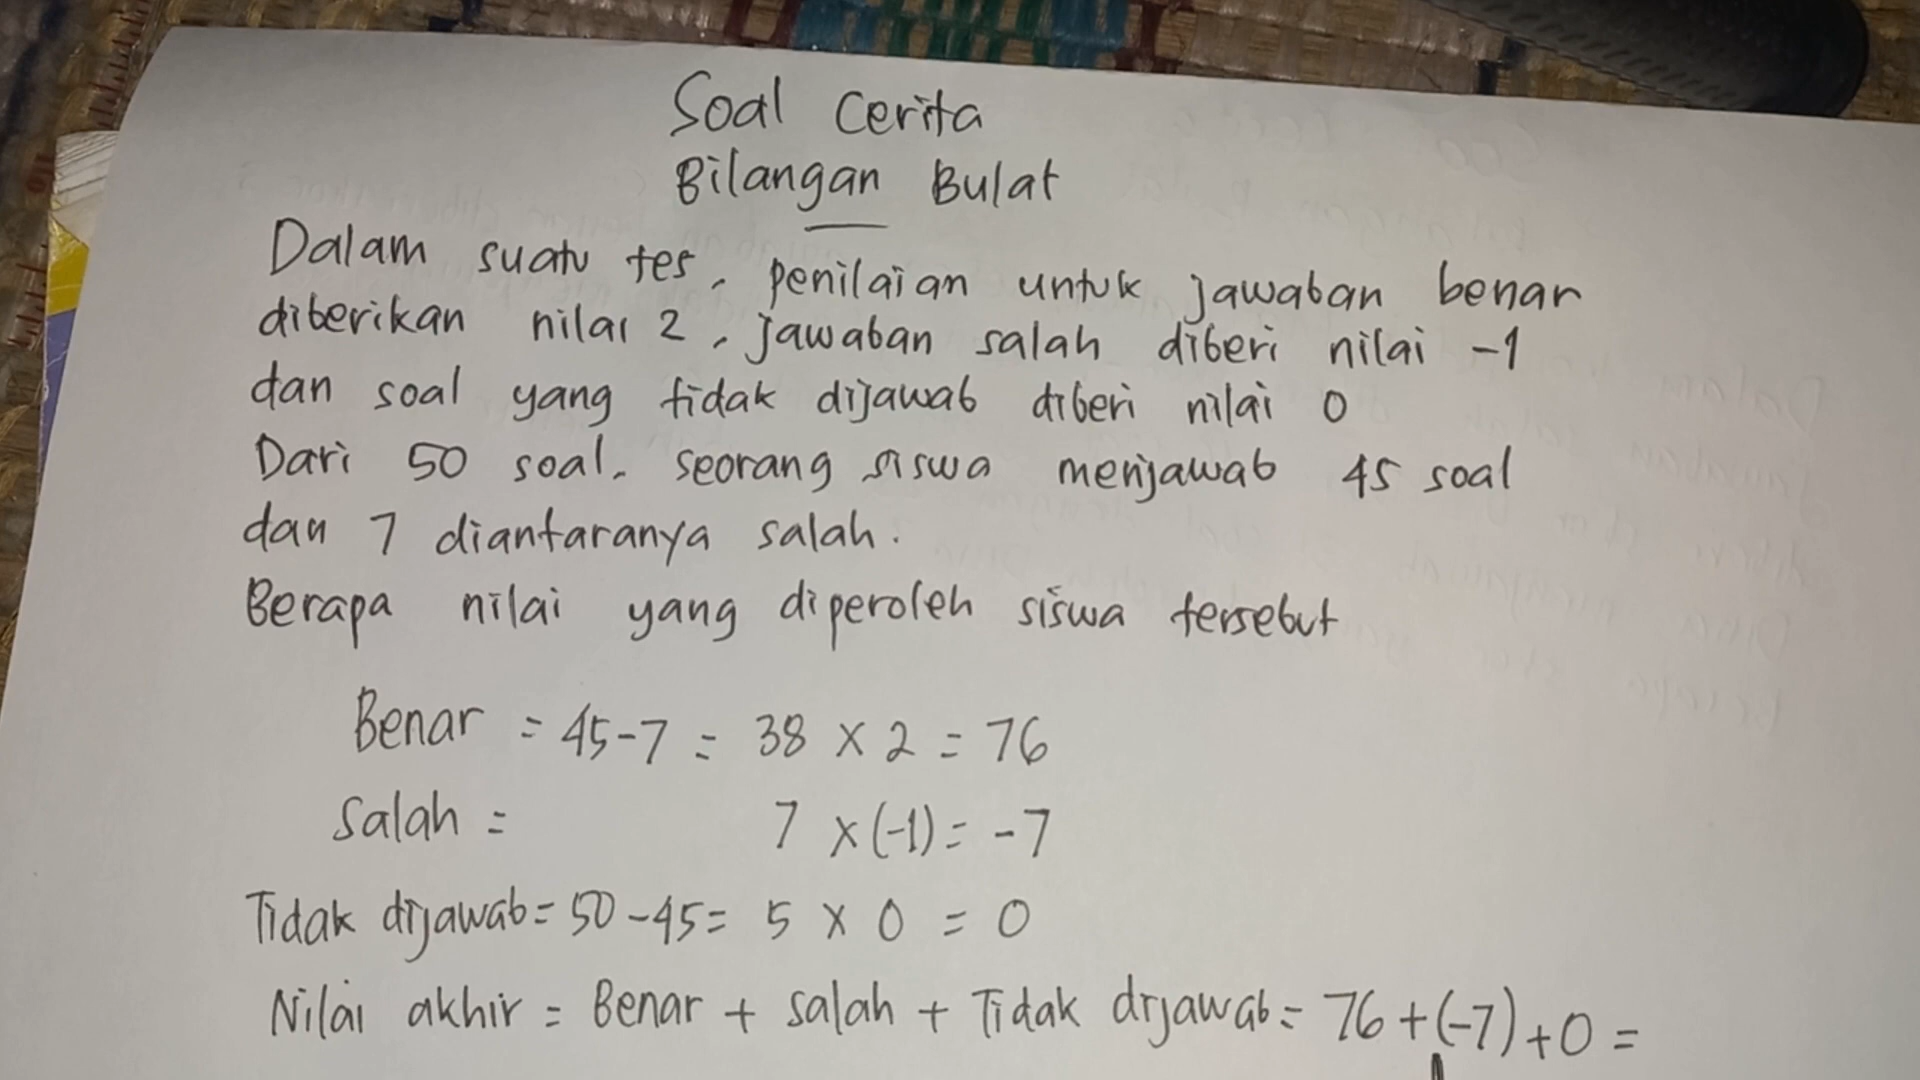 Soal Cerita
Bilangan Bulat
Dalam suatu tes, penilaian untuk jawaban benar
diberikan nilai 2, jawaban salah diberi nilai -1
dan soal yang tidak dijawab diberi nilai 0
Dari 50 soal, seorang siswa menjawab 45 soal
dan 7 diantaranya salah.
Berapa nilai yang diperoleh siswa tersebut
Benar = 45-7 = 38 x 2 = 76
Salah = 7 x (-1) = -7
Tidak dijawab = 50-45 = 5 x 0 = 0
Nilai akhir = Benar + salah + Tidak dijawab = 76 + (-7) + 0 =